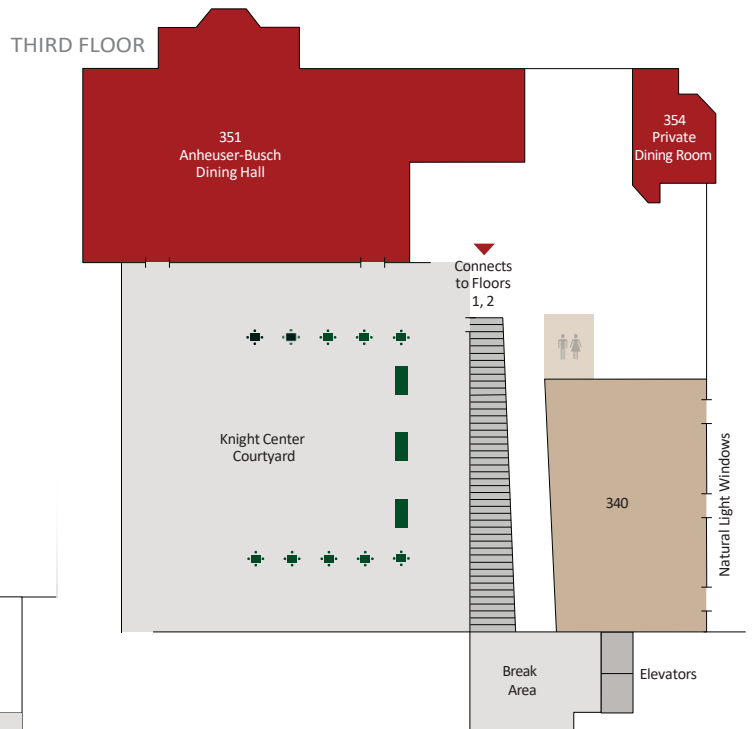 THIRD FLOOR
351
Anheuser-Busch
Dining Hall
354
Private
Dining Room
Connects
to Floors
1, 2
Knight Center
Courtyard
340
Natural Light Windows
Break
Area
Elevators